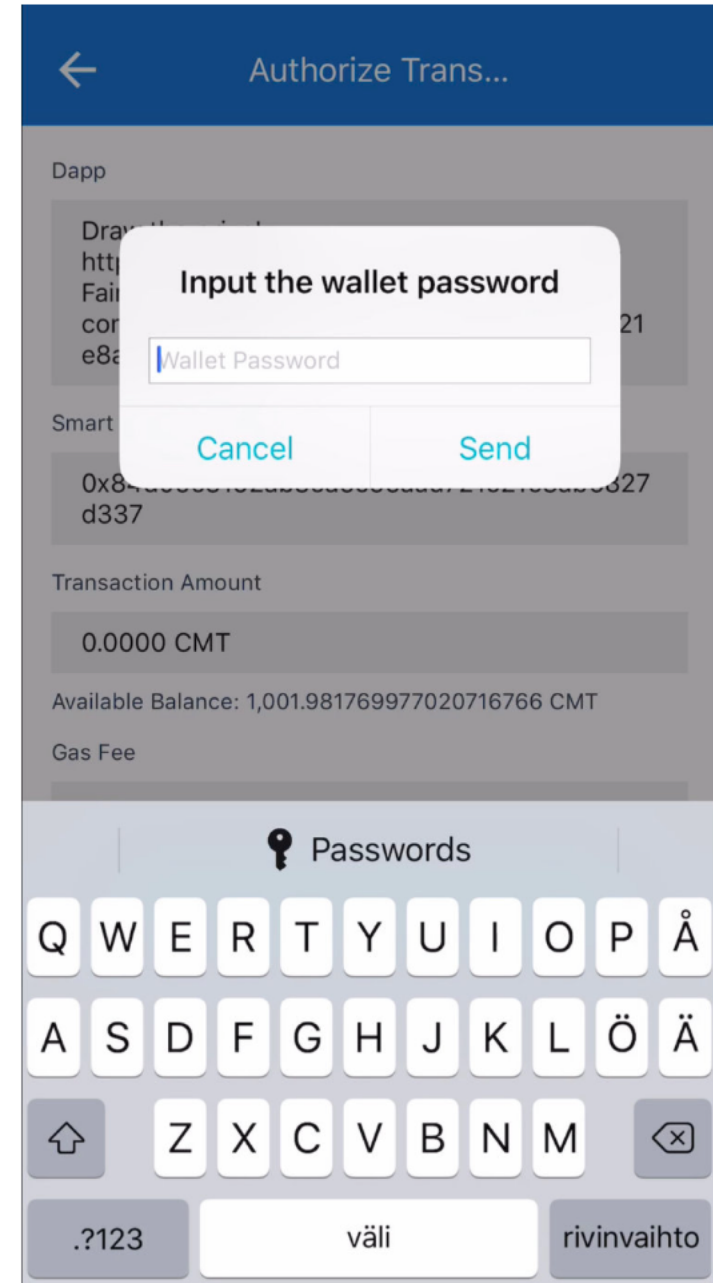 Authorize Trans...
Dapp
Input the wallet password
21
Wallet Password
Smart
Cancel Send
827
d337
Transaction Amount
0.0000 CMT
Available Balance: 1,001.981769977020716766 CMT
Gas Fee
Passwords
Q W E R T Y U I O P Å
A S D F G H J K L Ö Ä
Z X C V B N M
.?123 väli rivinvaihto